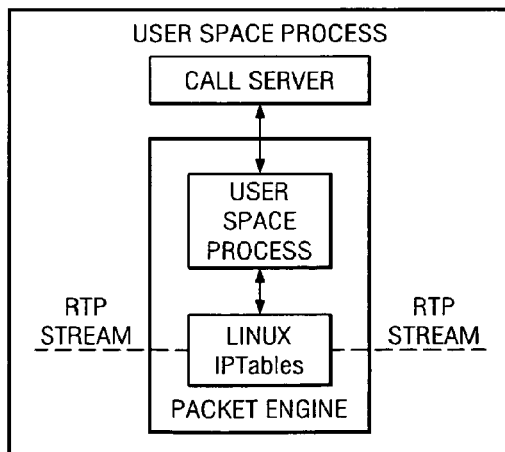 USER SPACE PROCESS
CALL SERVER
USER
SPACE
PROCESS
RTP
STREAM
LINUX
IPTables
RTP
STREAM
PACKET ENGINE